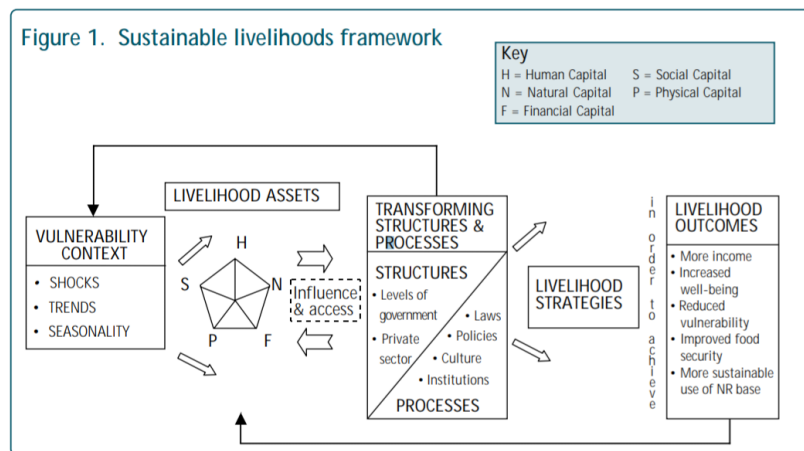 Figure 1. Sustainable livelihoods framework
Key
H = Human Capital S = Social Capital
N = Natural Capital P = Physical Capital
F = Financial Capital
LIVELIHOOD ASSETS
VULNERABILITY
CONTEXT
• SHOCKS
• TRENDS
• SEASONALITY
H
S
N
P
F
Influence
& access
TRANSFORMING
STRUCTURES &
PROCESSES
STRUCTURES
• Levels of
government
• Private
sector
• Laws
• Policies
• Culture
• Institutions
PROCESSES
LIVELIHOOD
STRATEGIES
in order to achieve
LIVELIHOOD
OUTCOMES
• More income
• Increased
well-being
• Reduced
vulnerability
• Improved food
security
• More sustainable
use of NR base